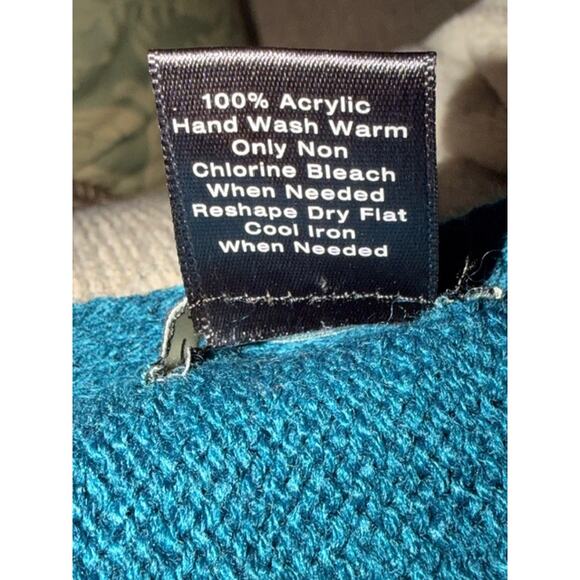 100% Acrylic
Hand Wash Warm
Only Non
Chlorine Bleach
When Needed
Reshape Dry Flat
Cool Iron
When Needed